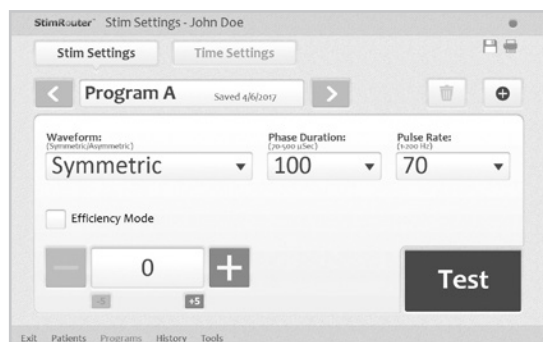 StimRouter™ Stim Settings - John Doe
Stim Settings Time Settings
Program A Saved 4/6/2017
Waveform: Phase Duration: Pulse Rate:
(Symmetric/Asymmetric) (70-500 µSec) (1-200 Hz)
Symmetric 100 70
Efficiency Mode
0 Test
-5 +5
Exit Patients Programs History Tools